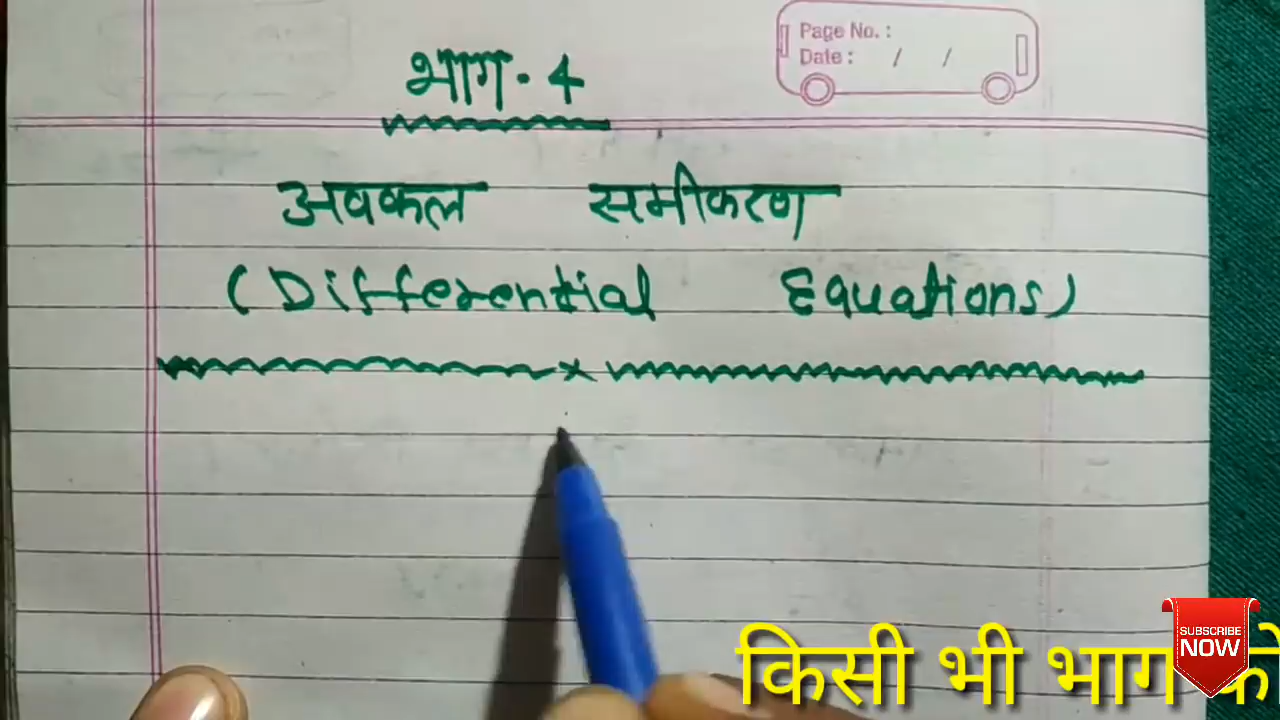 Page No. :
Date : / /
भाग - 4
अवकल समीकरण
(Differential Equations)
किसी भी भाग को
SUBSCRIBE
NOW